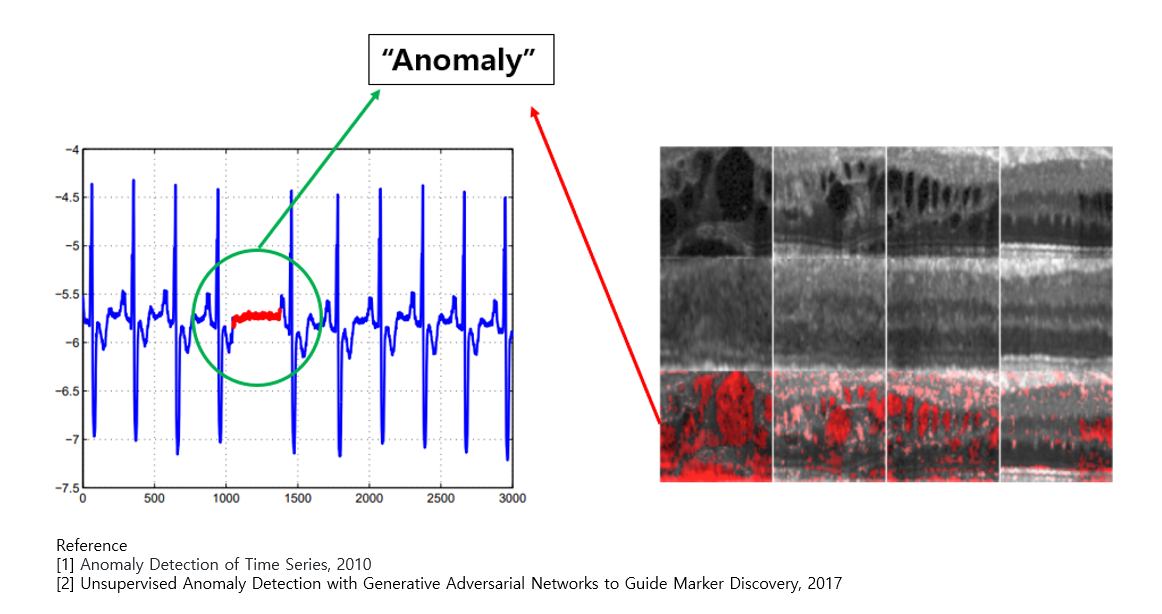 “Anomaly”
−4
−4.5
−5
−5.5
−6
−6.5
−7
−7.5
0 500 1000 1500 2000 2500 3000
Reference
[1] Anomaly Detection of Time Series, 2010
[2] Unsupervised Anomaly Detection with Generative Adversarial Networks to Guide Marker Discovery, 2017